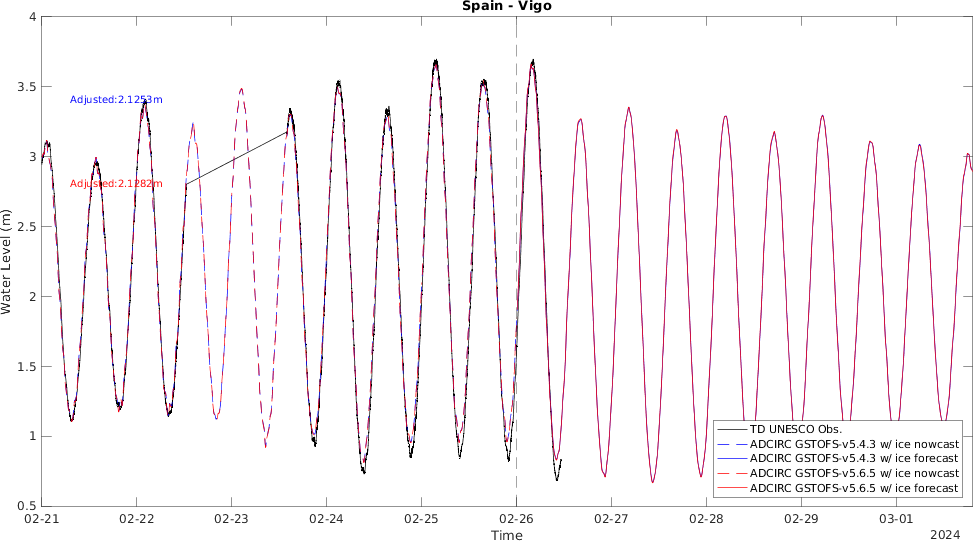 Spain - Vigo
4
3.5
3
2.5
2
1.5
1
0.5
Water Level (m)
Adjusted:2.1253m
Adjusted:2.1282m
TD UNESCO Obs.
ADCIRC GSTOFS-v5.4.3 w/ ice nowcast
ADCIRC GSTOFS-v5.4.3 w/ ice forecast
ADCIRC GSTOFS-v5.6.5 w/ ice nowcast
ADCIRC GSTOFS-v5.6.5 w/ ice forecast
02-21 02-22 02-23 02-24 02-25 02-26 02-27 02-28 02-29 03-01
Time
2024